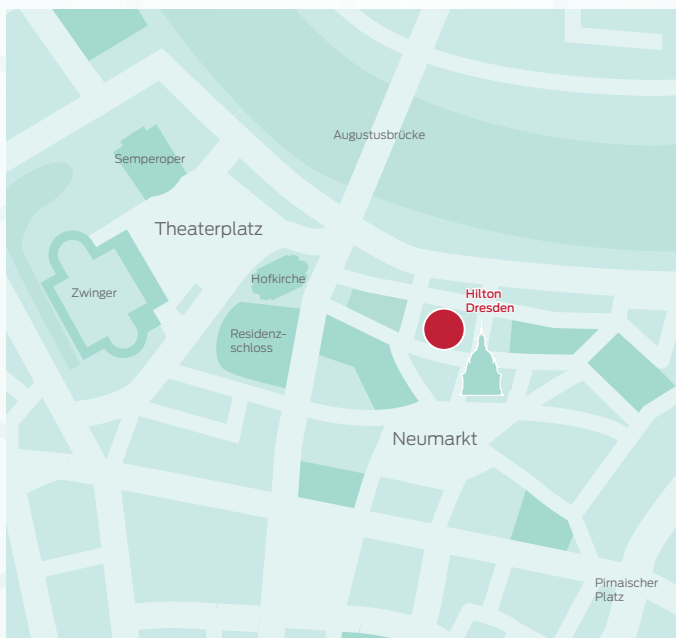 Augustusbrücke
Semperoper
Theaterplatz
Hofkirche
Zwinger
Hilton
Dresden
Residenz-
schloss
Neumarkt
Pirnaischer
Platz